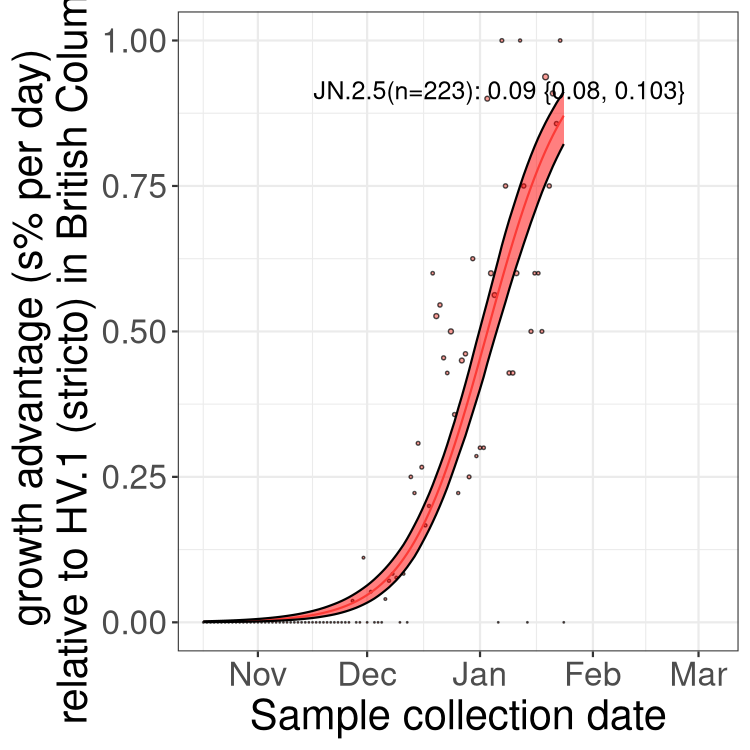 growth advantage (s% per day)
relative to HV.1 (stricto) in British Colum
1.00
0.75
0.50
0.25
0.00
JN.2.5(n=223): 0.09 {0.08, 0.103}
Nov
Dec
Jan
Feb
Mar
Sample collection date